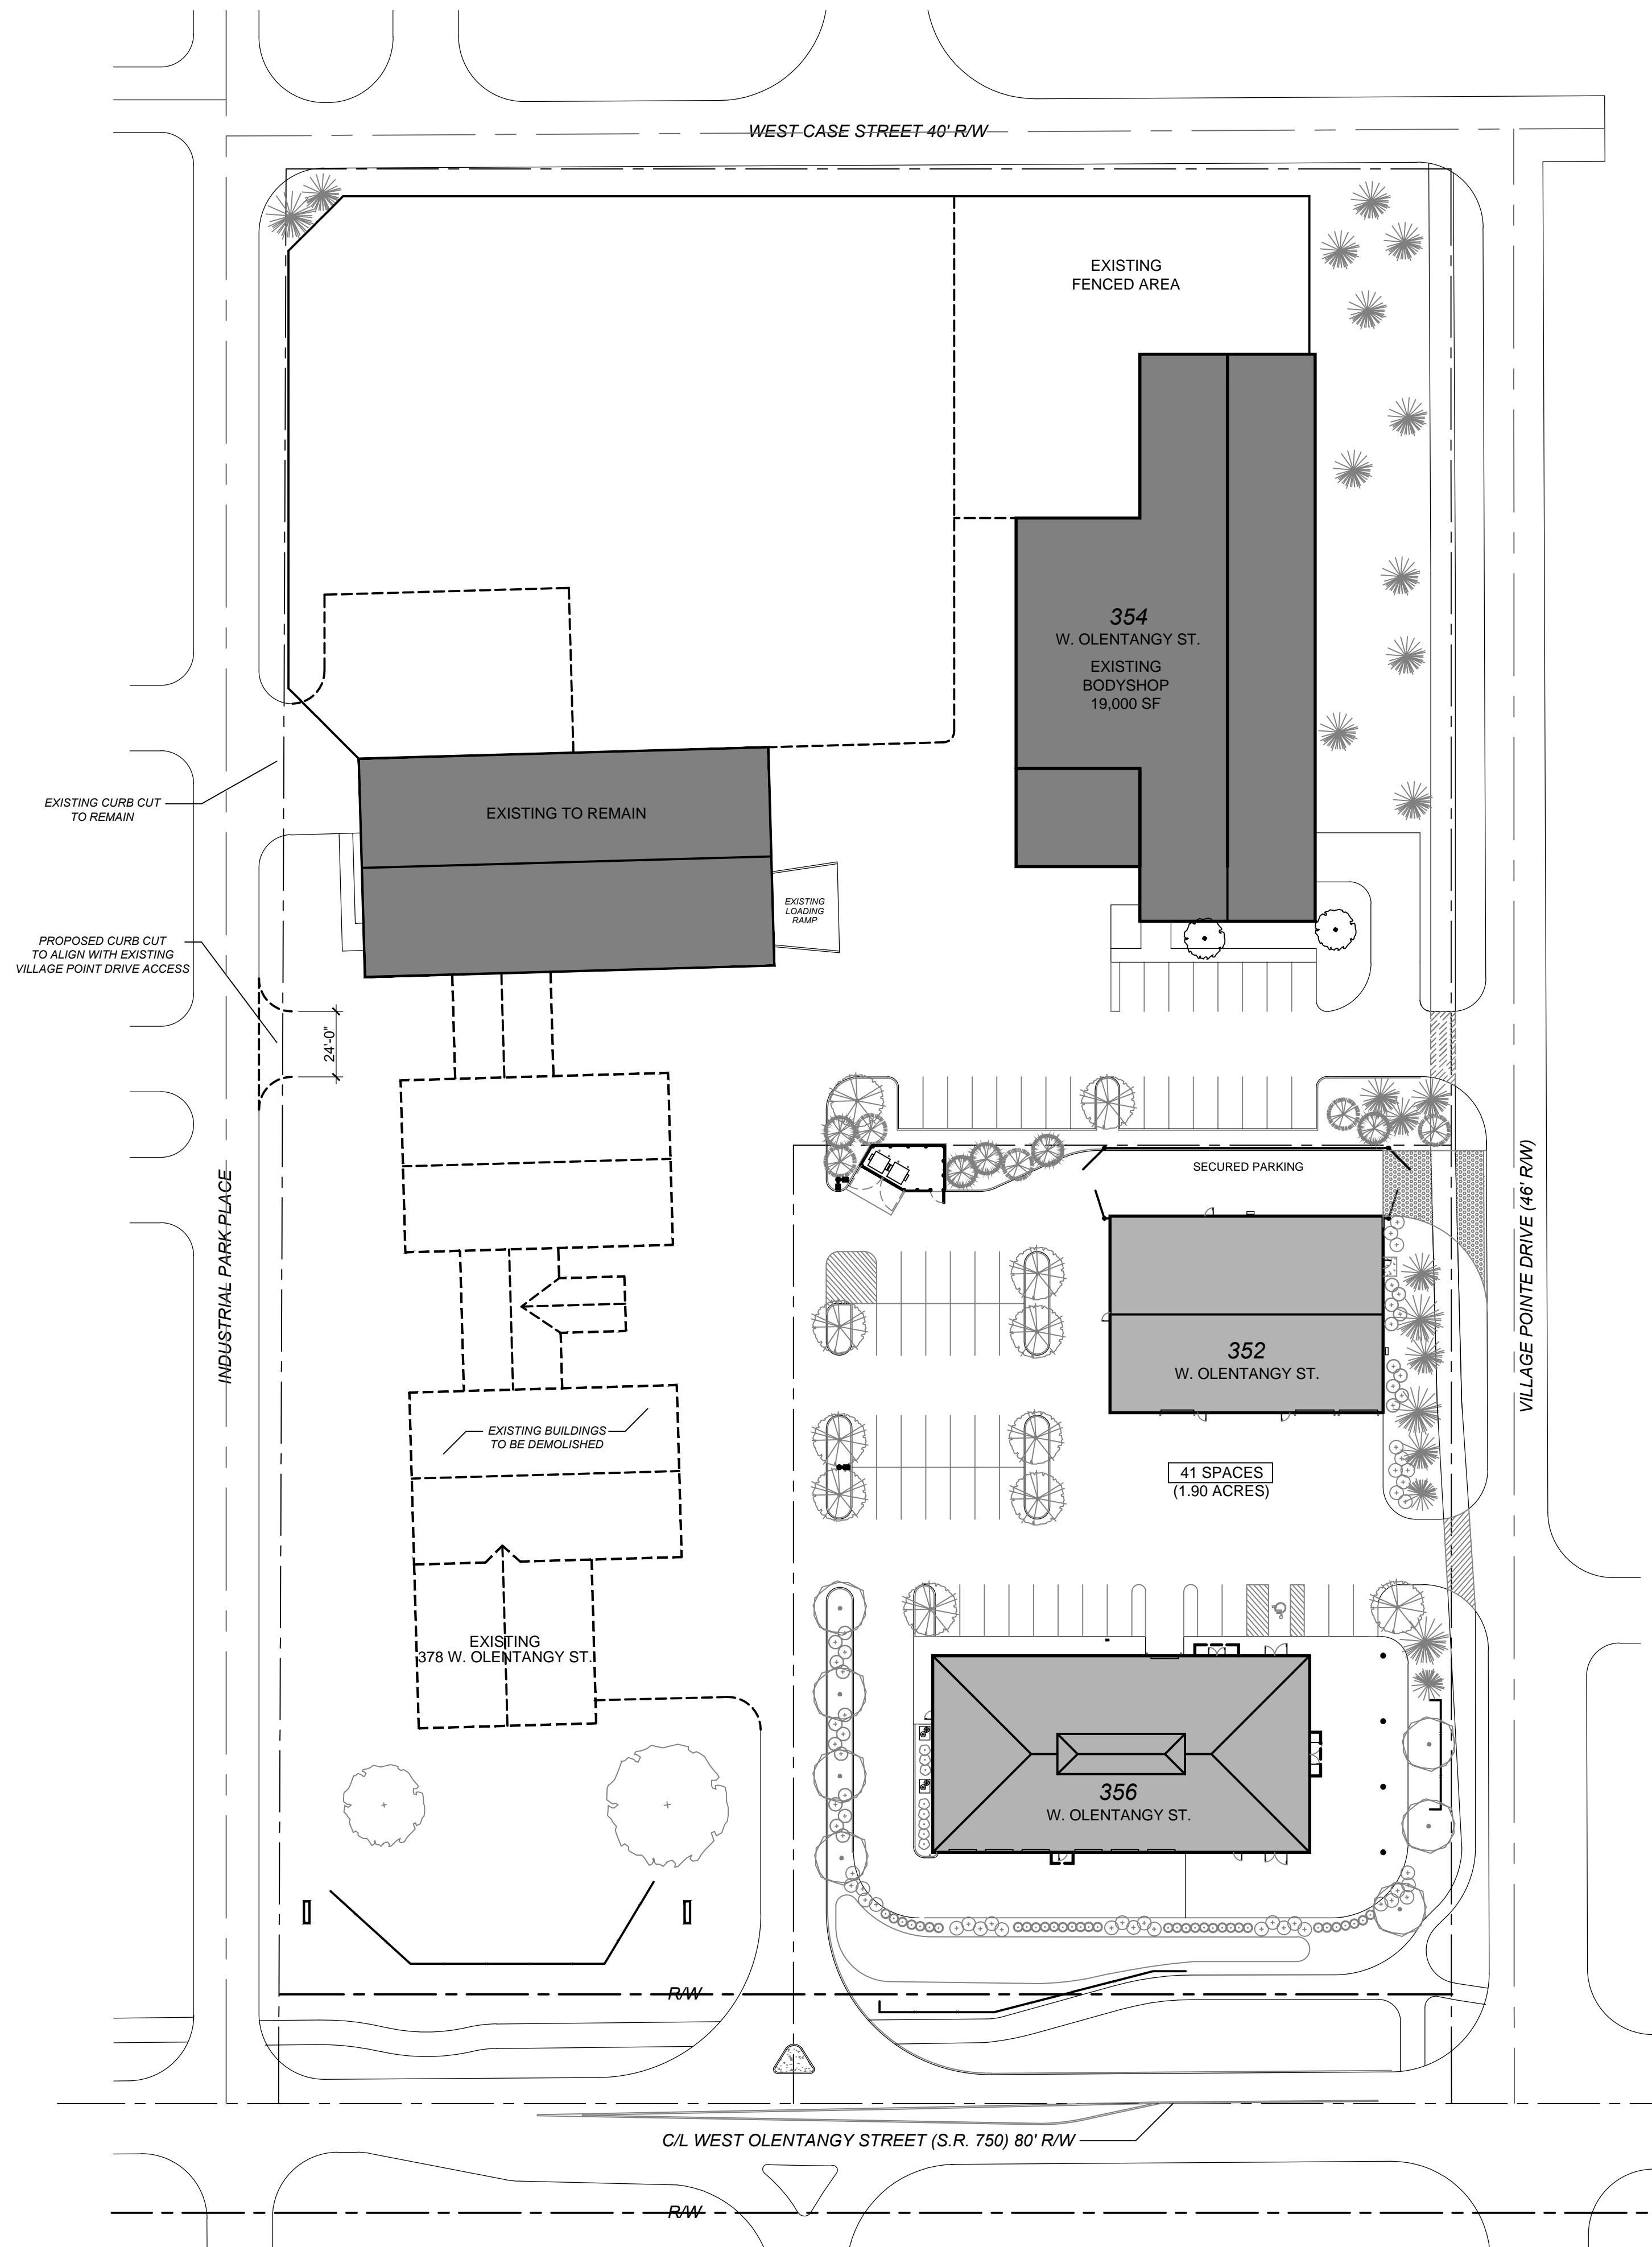 WEST CASE STREET 40' R/W
EXISTING
FENCED AREA
354
W. OLENTANGY ST.
EXISTING
BODYSHOP
19,000 SF
EXISTING CURB CUT
TO REMAIN
EXISTING TO REMAIN
EXISTING
LOADING
RAMP
PROPOSED CURB CUT
TO ALIGN WITH EXISTING
VILLAGE POINT DRIVE ACCESS
24'-0"
SECURED PARKING
INDUSTRIAL PARK PLACE
VILLAGE POINTE DRIVE (46' R/W)
352
W. OLENTANGY ST.
EXISTING BUILDINGS
TO BE DEMOLISHED
41 SPACES
(1.90 ACRES)
EXISTING
378 W. OLENTANGY ST.
356
W. OLENTANGY ST.
R/W
C/L WEST OLENTANGY STREET (S.R. 750) 80' R/W
R/W